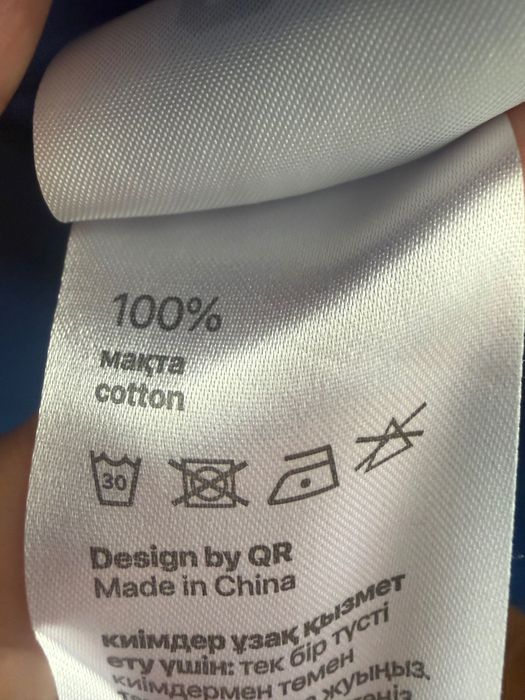 100%
мақта
cotton
30
Design by QR
Made in China
киімдер ұзақ қызмет
ету үшін: тек бір түсті
киімдермен төмен
жуыңыз,